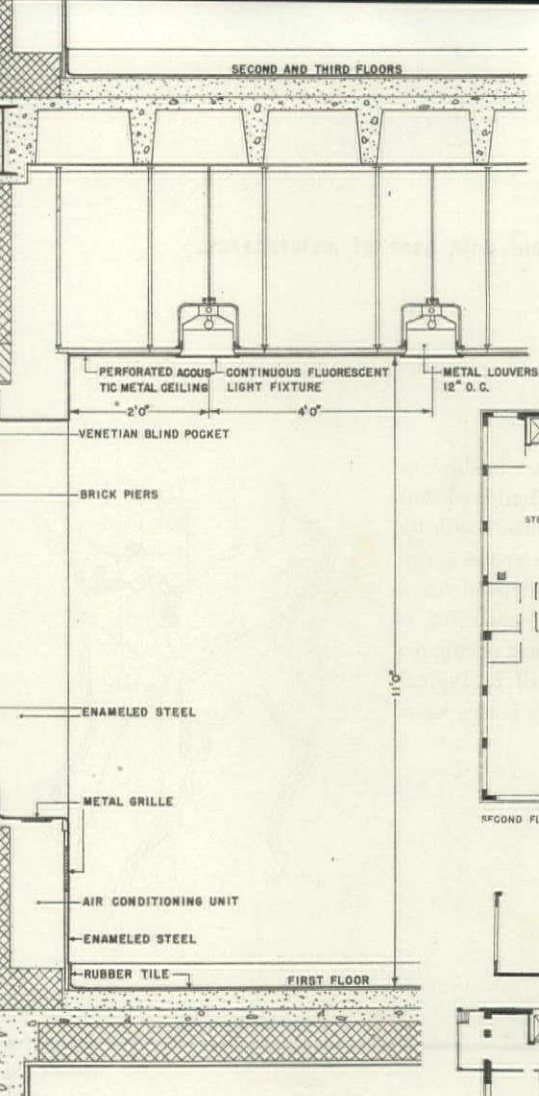 SECOND AND THIRD FLOORS
PERFORATED ACOUS-
TIC METAL CEILING
CONTINUOUS FLUORESCENT
LIGHT FIXTURE
METAL LOUVERS
12" O. C.
2'0"
4'0"
VENETIAN BLIND POCKET
BRICK PIERS
11'0"
ENAMELED STEEL
METAL GRILLE
AIR CONDITIONING UNIT
ENAMELED STEEL
RUBBER TILE
FIRST FLOOR
STE
SECOND FL